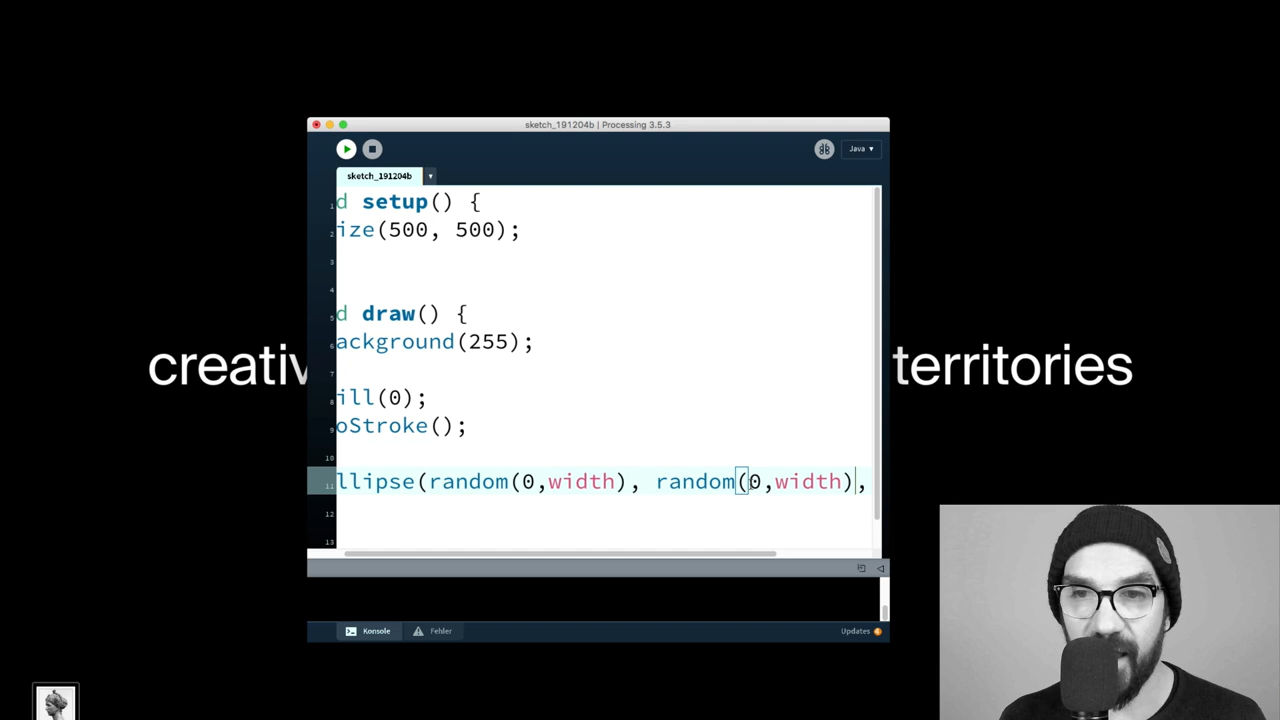 sketch_191204b | Processing 3.5.3
Java ▾
sketch_191204b ▾
1 d setup() {
2 ize(500, 500);
3
4
5 d draw() {
6 ackground(255);
7
8 ill(0);
9 oStroke();
10
11 llipse(random(0,width), random(0,width),
12
13
creativ territories
Konsole Fehler Updates 4